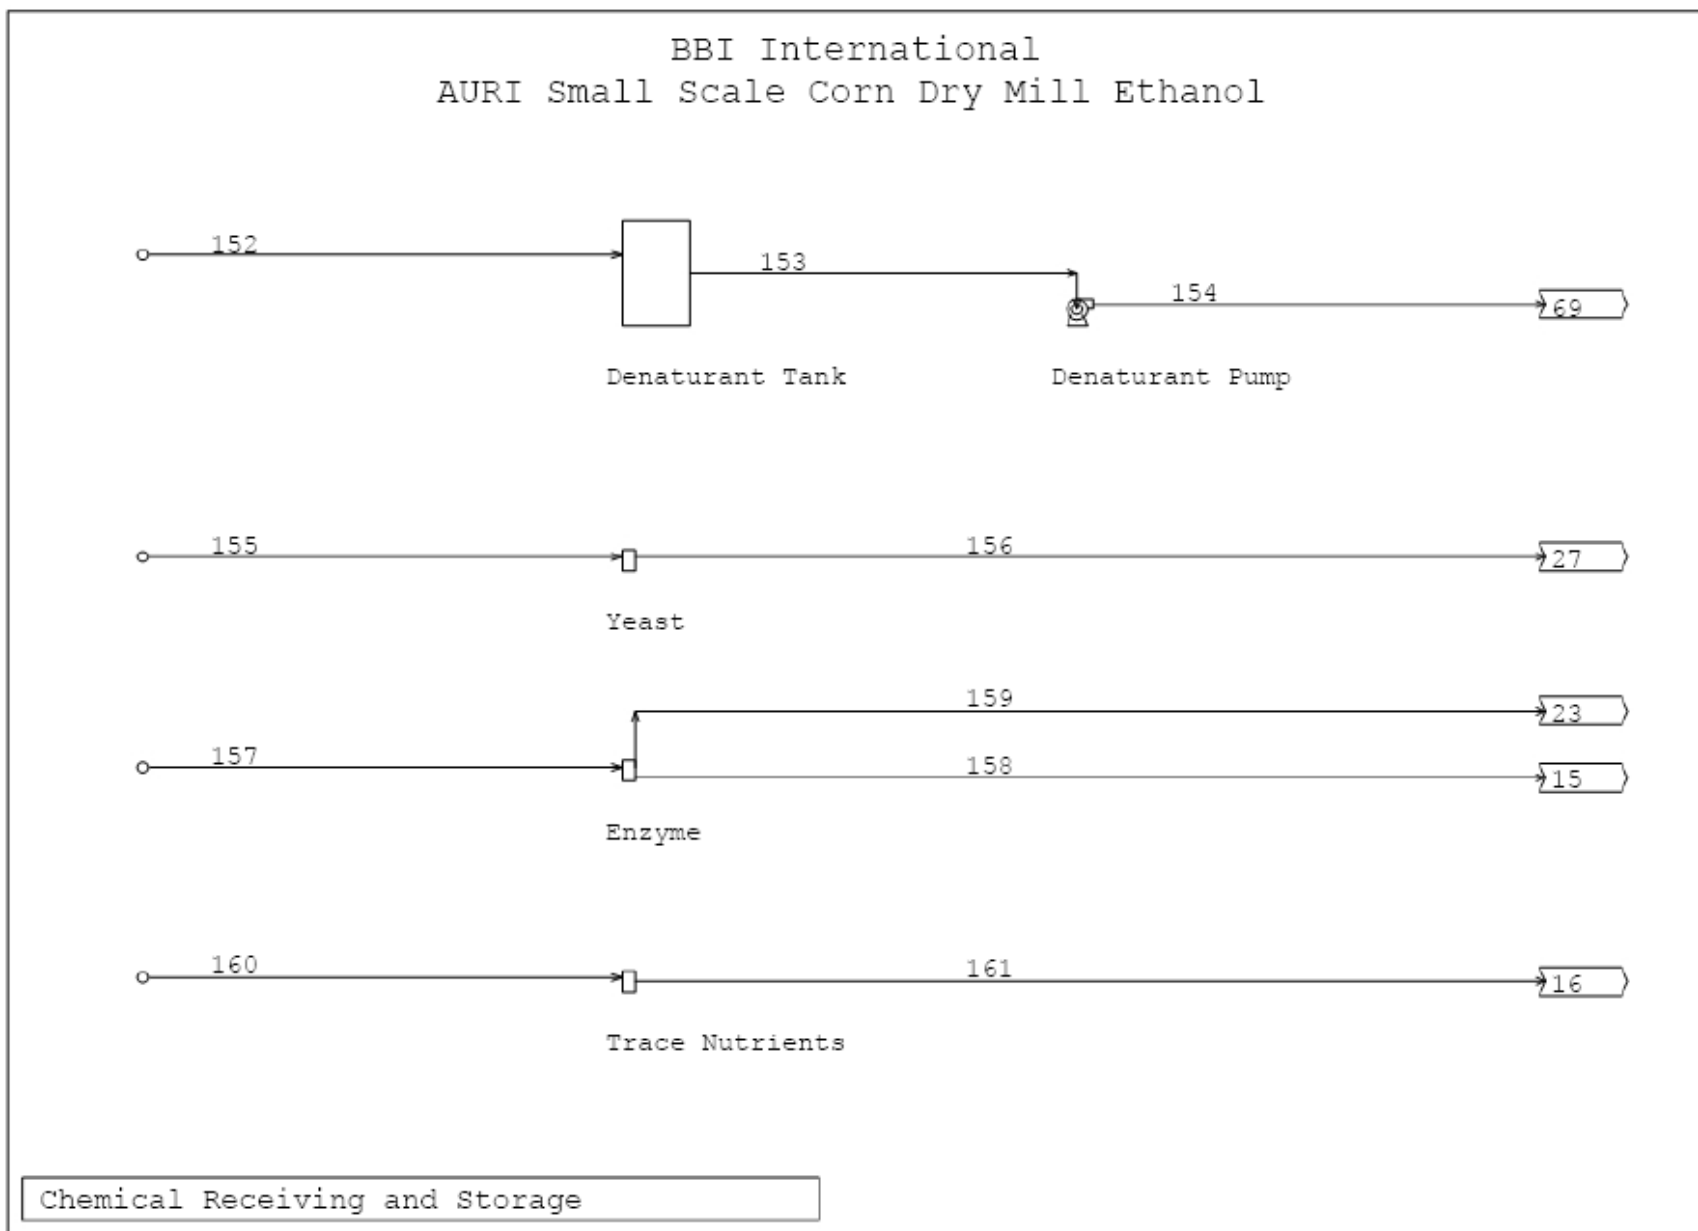 BBI International
AURI Small Scale Corn Dry Mill Ethanol
152
153
154
69
Denaturant Tank
Denaturant Pump
155
156
27
Yeast
159
23
157
158
15
Enzyme
160
161
16
Trace Nutrients
Chemical Receiving and Storage